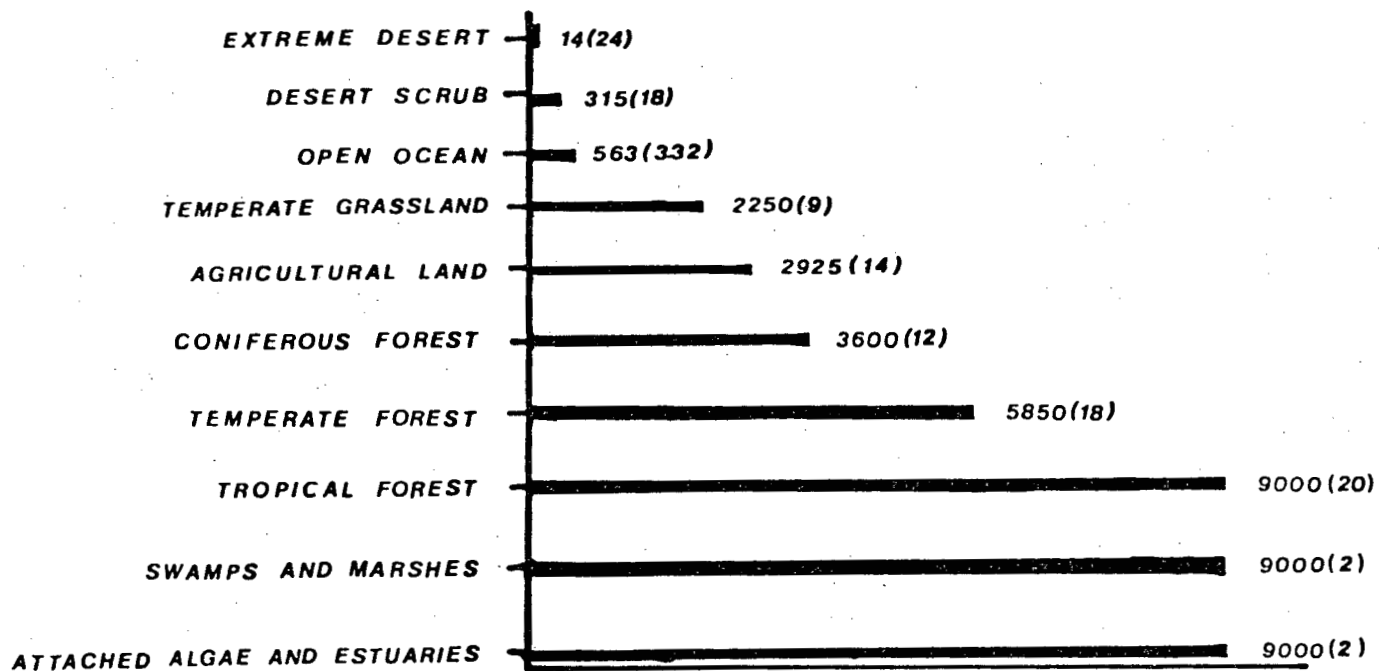 EXTREME DESERT 14(24)
DESERT SCRUB 315(18)
OPEN OCEAN 563(332)
TEMPERATE GRASSLAND 2250(9)
AGRICULTURAL LAND 2925(14)
CONIFEROUS FOREST 3600(12)
TEMPERATE FOREST 5850(18)
TROPICAL FOREST 9000(20)
SWAMPS AND MARSHES 9000(2)
ATTACHED ALGAE AND ESTUARIES 9000(2)